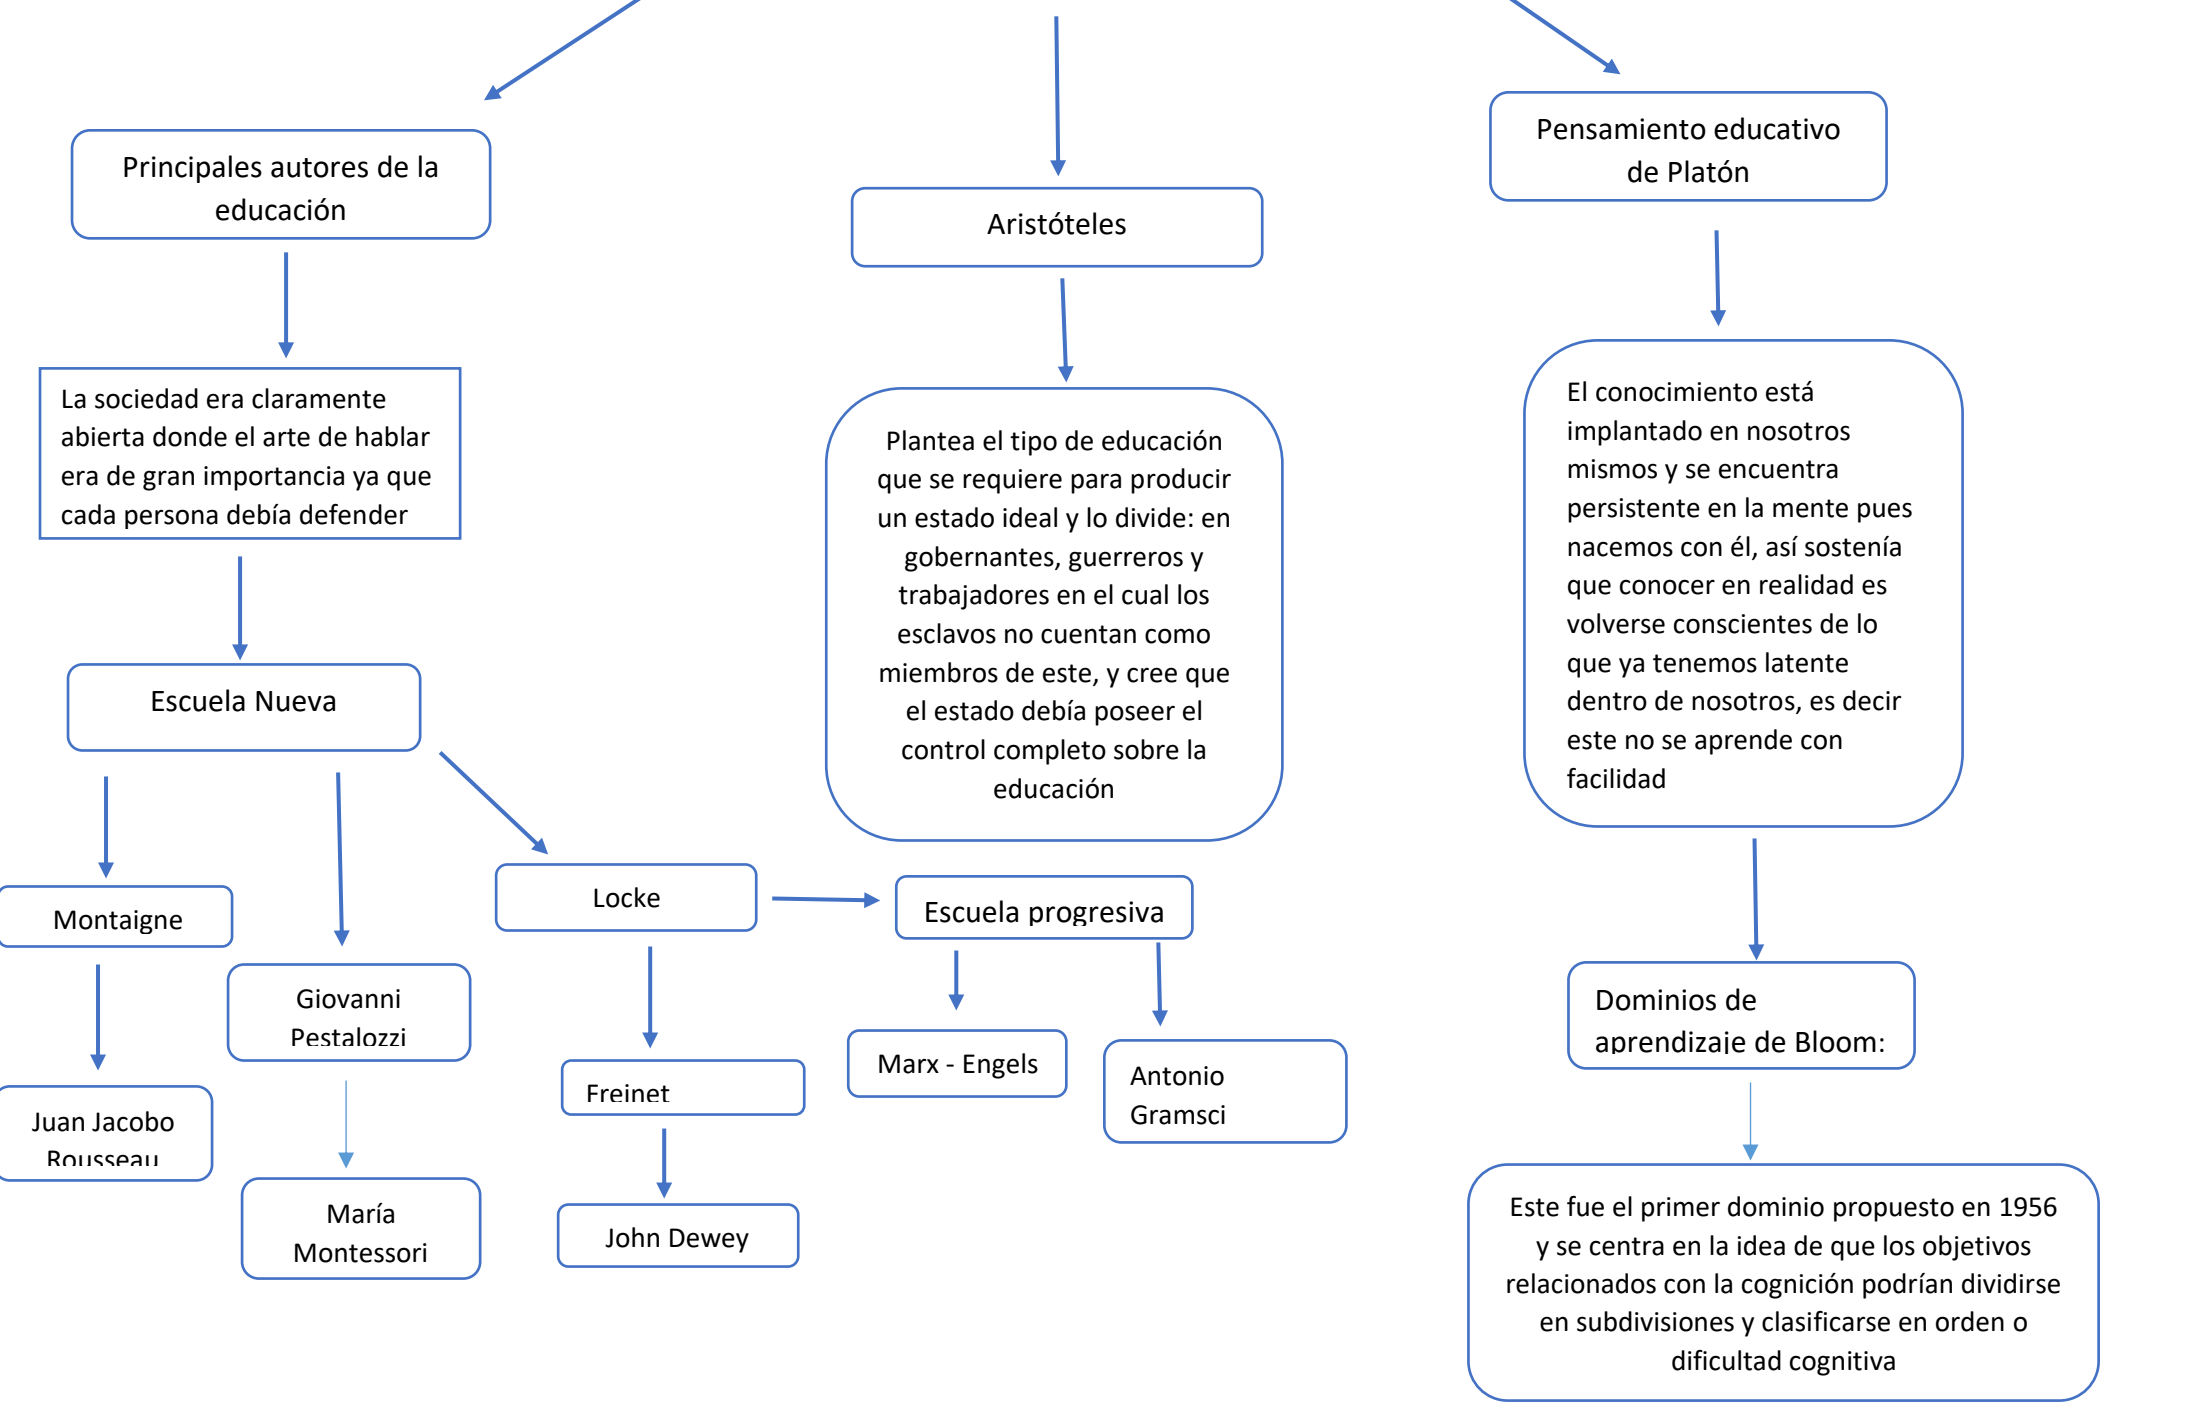 Principales autores de la
educación
La sociedad era claramente
abierta donde el arte de hablar
era de gran importancia ya que
cada persona debía defender
Escuela Nueva
Montaigne
Juan Jacobo
Rousseau
Giovanni
Pestalozzi
María
Montessori
Locke
Freinet
John Dewey
Escuela progresiva
Marx - Engels
Antonio
Gramsci
Aristóteles
Plantea el tipo de educación
que se requiere para producir
un estado ideal y lo divide: en
gobernantes, guerreros y
trabajadores en el cual los
esclavos no cuentan como
miembros de este, y cree que
el estado debía poseer el
control completo sobre la
educación
Pensamiento educativo
de Platón
El conocimiento está
implantado en nosotros
mismos y se encuentra
persistente en la mente pues
nacemos con él, así sostenía
que conocer en realidad es
volverse conscientes de lo
que ya tenemos latente
dentro de nosotros, es decir
este no se aprende con
facilidad
Dominios de
aprendizaje de Bloom:
Este fue el primer dominio propuesto en 1956
y se centra en la idea de que los objetivos
relacionados con la cognición podrían dividirse
en subdivisiones y clasificarse en orden o
dificultad cognitiva